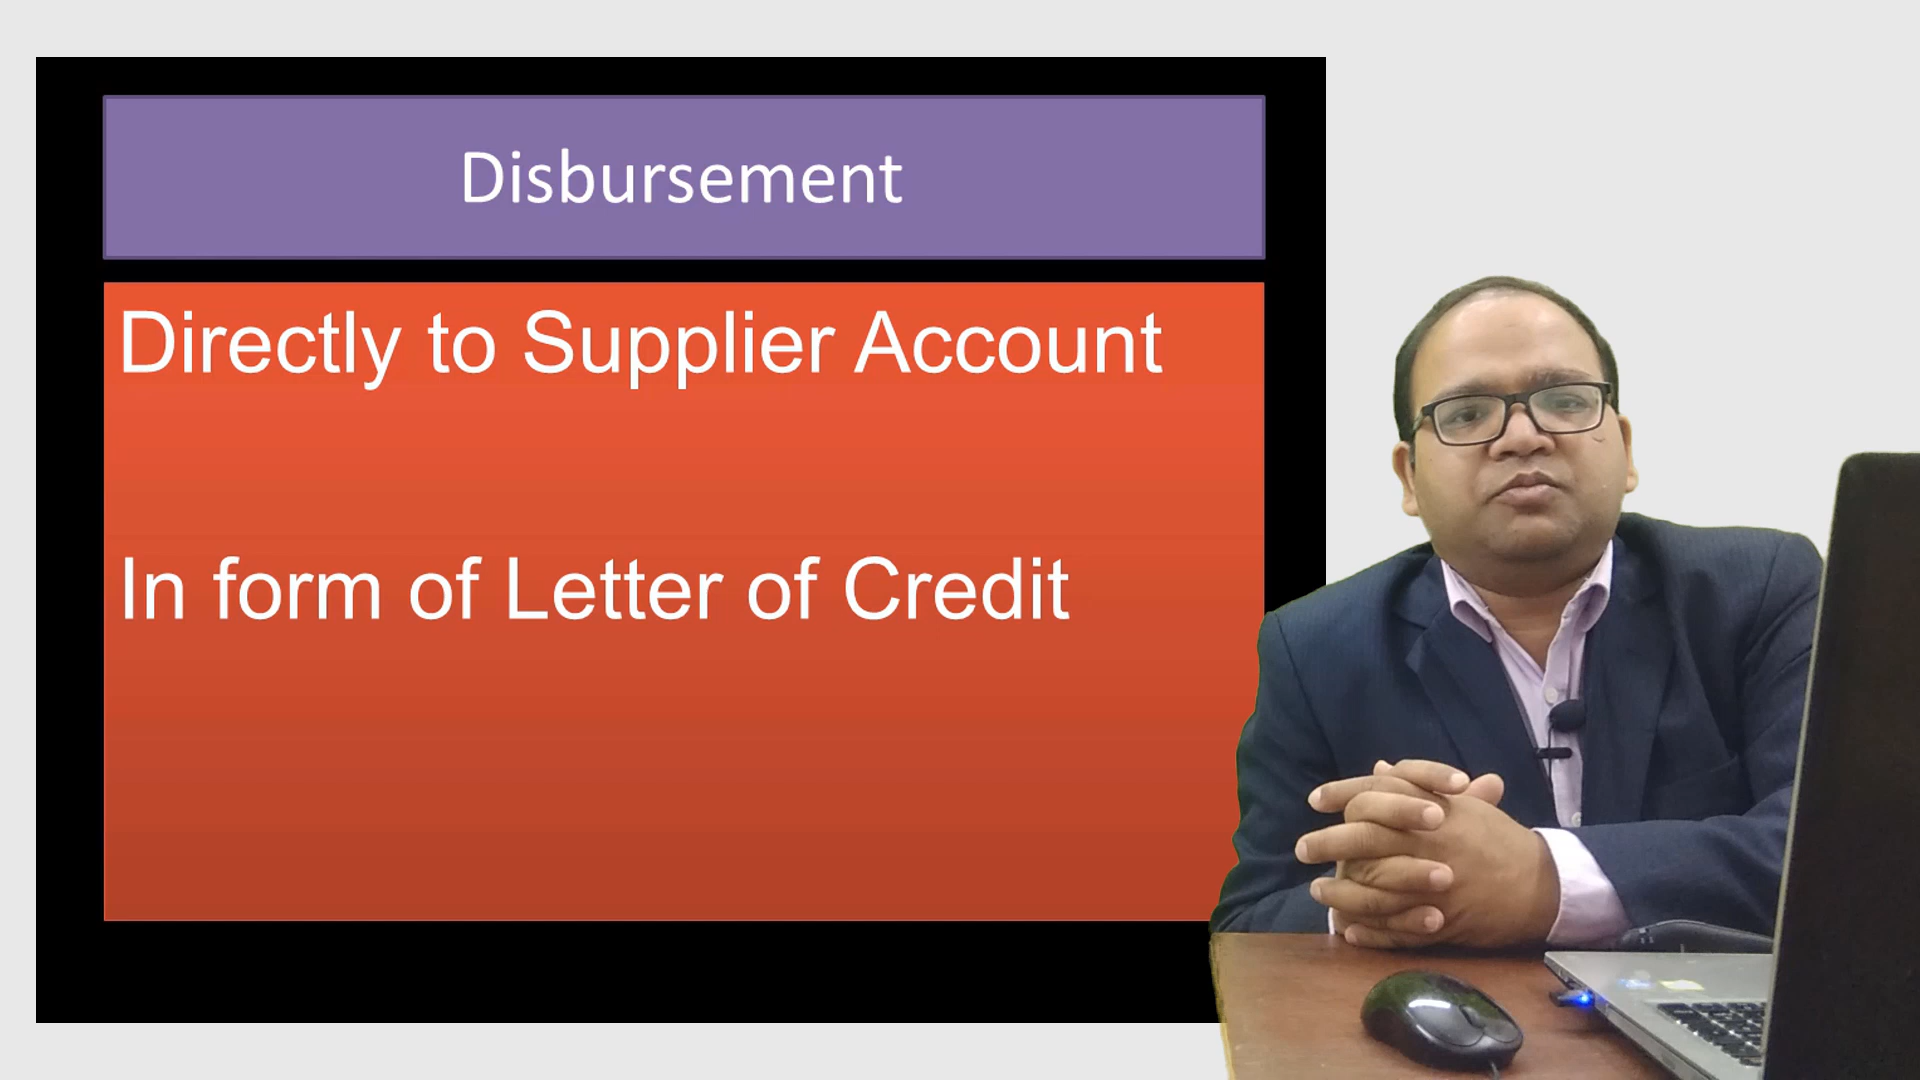 Disbursement
Directly to Supplier Account
In form of Letter of Credit